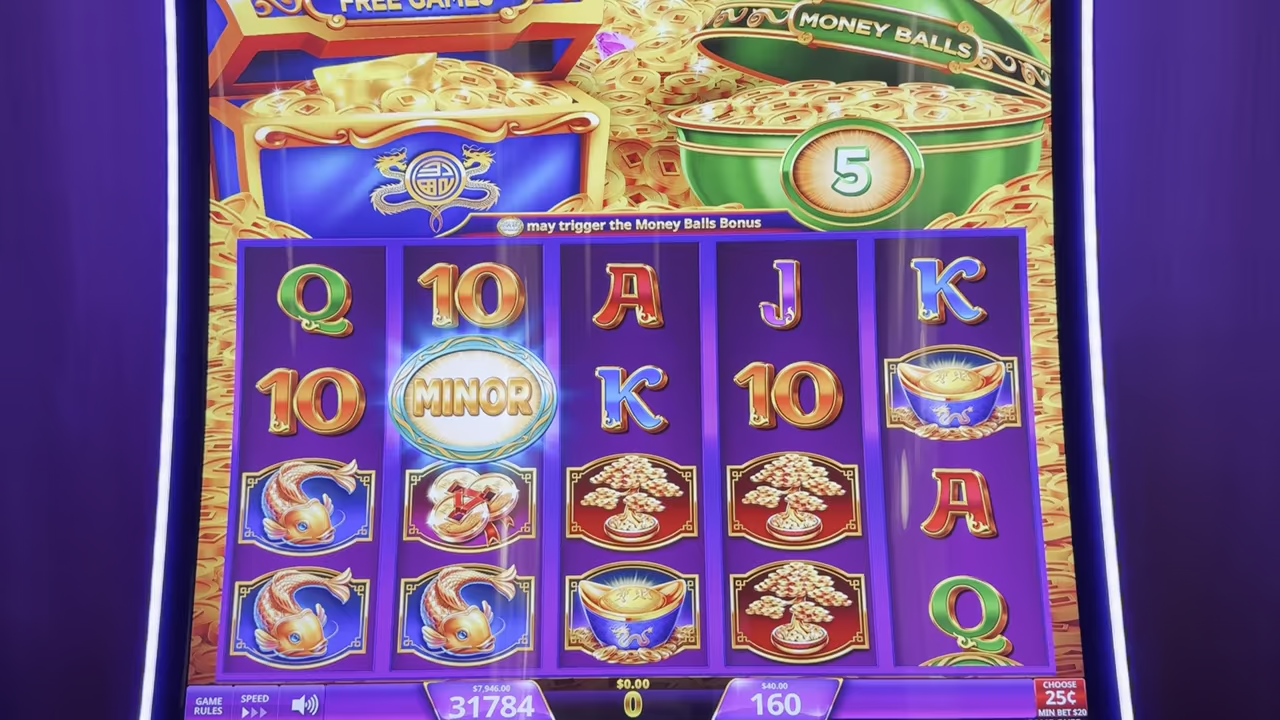 FREE GAMES
MONEY BALLS
5
may trigger the Money Balls Bonus
Q 10 A J K
10 MINOR K 10
A
Q
GAME RULES
SPEED
$7,946.00
31784
$0.00
0
$40.00
160
CHOOSE
25¢
MIN BET $20